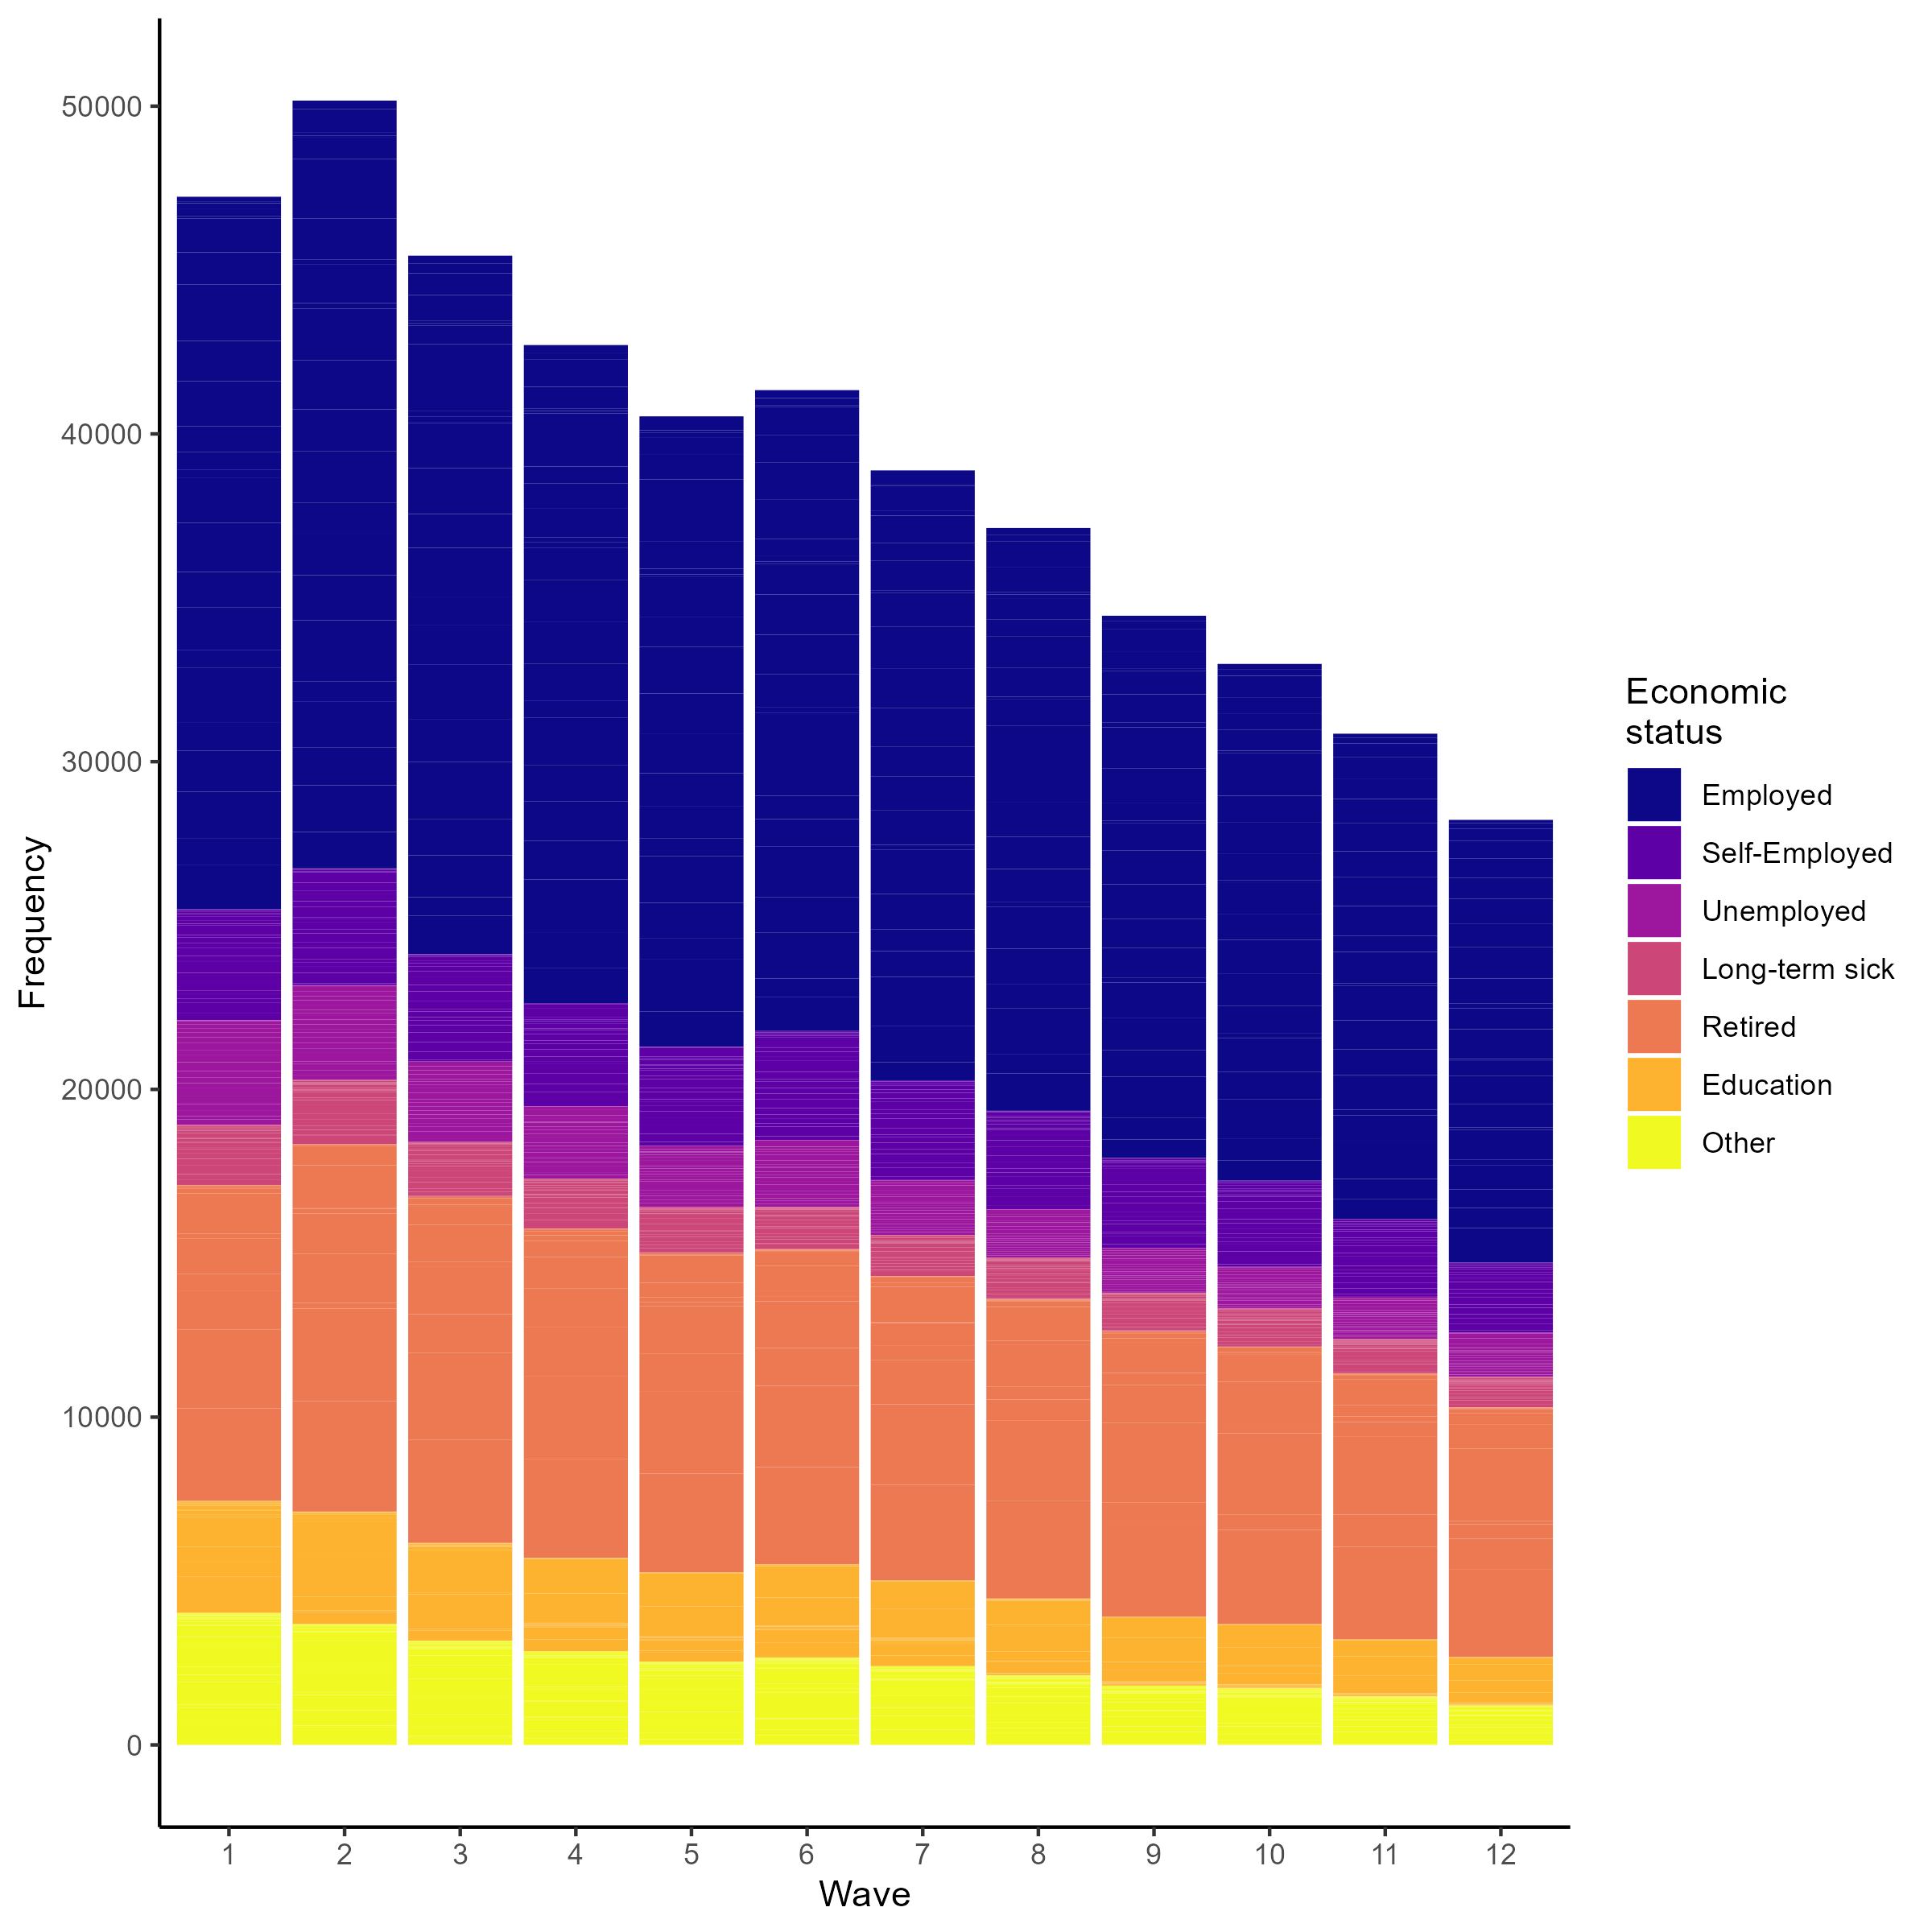 50000
40000
30000
20000
10000
0
Frequency
1 2 3 4 5 6 7 8 9 10 11 12
Wave
Economic
status
Employed
Self-Employed
Unemployed
Long-term sick
Retired
Education
Other